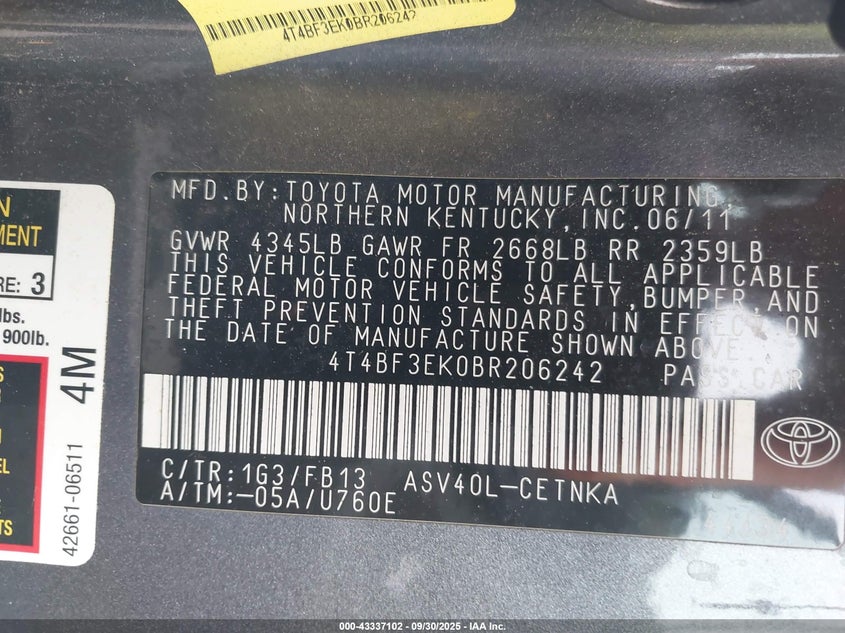 4T4BF3EK0BR206242
MFD.BY:TOYOTA MOTOR MANUFACTURING,
NORTHERN KENTUCKY,INC.06/11
GVWR 4345LB GAWR FR 2668LB RR 2359LB
THIS VEHICLE CONFORMS TO ALL APPLICABLE
FEDERAL MOTOR VEHICLE SAFETY,BUMPER,AND
THEFT PREVENTION STANDARDS IN EFFECT ON
THE DATE OF MANUFACTURE SHOWN ABOVE.
4T4BF3EK0BR206242 PASS.CAR
C/TR:1G3/FB13 ASV40L-CETNKA
A/TM:-05A/U760E
RE: 3
lbs.
900lb.
4M
42661-06511
000-43337102 - 09/30/2025 - IAA Inc.